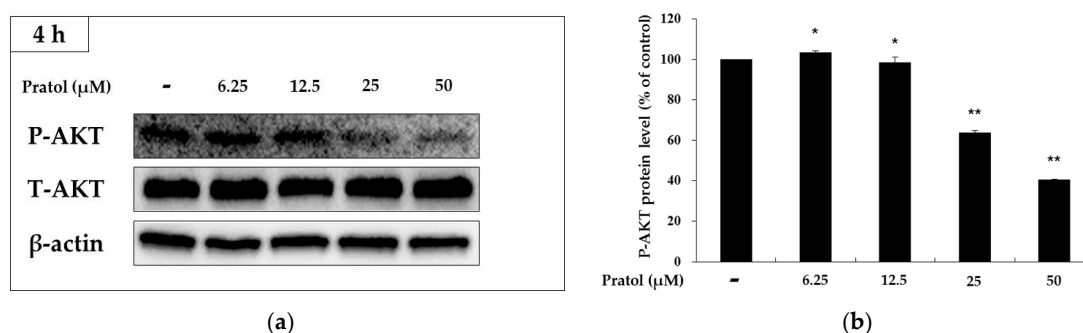 4 h
Pratol (μM) - 6.25 12.5 25 50
P-AKT
T-AKT
β-actin
(a)
P-AKT protein level (% of control)
120
100
80
60
40
20
0
* * ** **
Pratol (μM) - 6.25 12.5 25 50
(b)